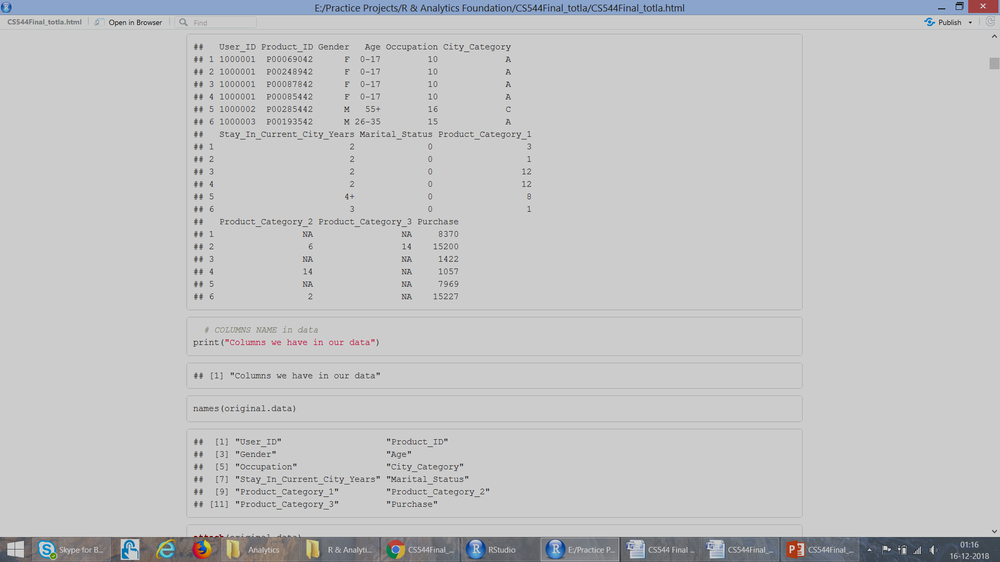 E:/Practice Projects/R & Analytics Foundation/CS544Final_totla/CS544Final_totla.html
CS544Final_totla.html Open in Browser Find Publish
##   User_ID Product_ID Gender   Age Occupation City_Category
## 1 1000001  P00069042      F  0-17         10             A
## 2 1000001  P00248942      F  0-17         10             A
## 3 1000001  P00087842      F  0-17         10             A
## 4 1000001  P00085442      F  0-17         10             A
## 5 1000002  P00285442      M   55+         16             C
## 6 1000003  P00193542      M 26-35         15             A
##   Stay_In_Current_City_Years Marital_Status Product_Category_1
## 1                          2              0                  3
## 2                          2              0                  1
## 3                          2              0                 12
## 4                          2              0                 12
## 5                         4+              0                  8
## 6                          3              0                  1
##   Product_Category_2 Product_Category_3 Purchase
## 1                 NA                 NA     8370
## 2                  6                 14    15200
## 3                 NA                 NA     1422
## 4                 14                 NA     1057
## 5                 NA                 NA     7969
## 6                  2                 NA    15227
# COLUMNS NAME in data
print("Columns we have in our data")
## [1] "Columns we have in our data"
names(original.data)
##  [1] "User_ID"                    "Product_ID"
##  [3] "Gender"                     "Age"
##  [5] "Occupation"                 "City_Category"
##  [7] "Stay_In_Current_City_Years" "Marital_Status"
##  [9] "Product_Category_1"         "Product_Category_2"
## [11] "Product_Category_3"         "Purchase"
attach(original.data)
Skype for B... Analytics R & Analyti... CS544Final_... RStudio E:/Practice P... CS544 Final ... CS544Final_... CS544Final_...
01:16
16-12-2018